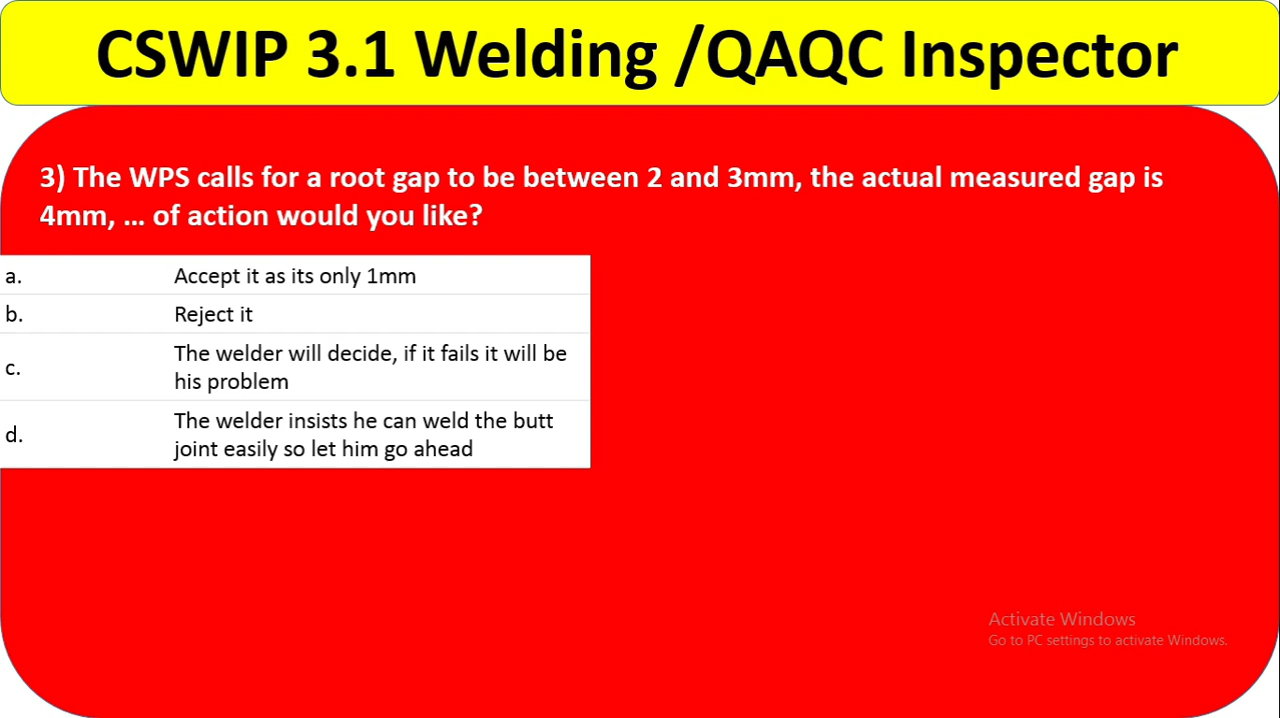 CSWIP 3.1 Welding /QAQC Inspector
3) The WPS calls for a root gap to be between 2 and 3mm, the actual measured gap is
4mm, ... of action would you like?
a. Accept it as its only 1mm
b. Reject it
c. The welder will decide, if it fails it will be
his problem
d. The welder insists he can weld the butt
joint easily so let him go ahead
Activate Windows
Go to PC settings to activate Windows.